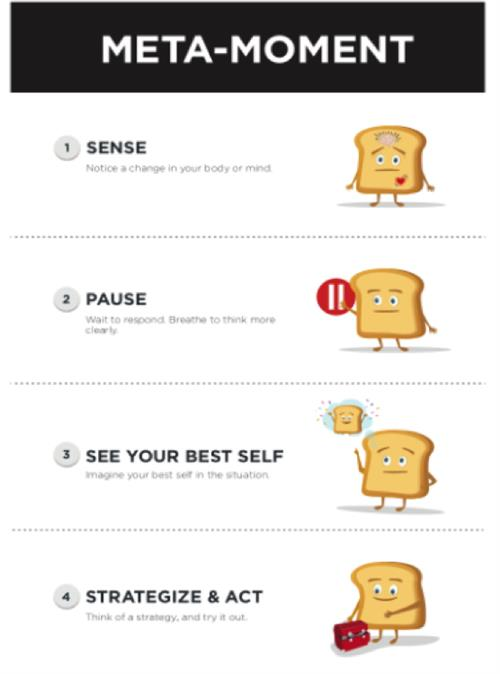 META-MOMENT
1 SENSE
Notice a change in your body or mind.
2 PAUSE
Wait to respond. Breathe to think more
clearly.
3 SEE YOUR BEST SELF
Imagine your best self in the situation.
4 STRATEGIZE & ACT
Think of a strategy, and try it out.